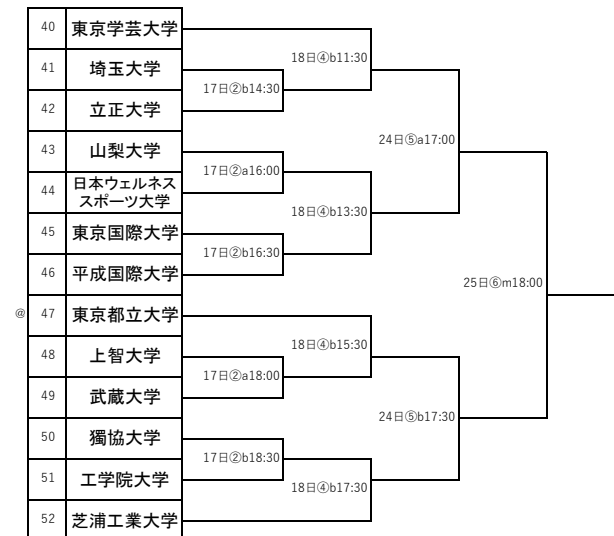 40 東京学芸大学
18日④b11:30
41 埼玉大学
17日②b14:30
42 立正大学
24日⑤a17:00
43 山梨大学
17日②a16:00
44 日本ウェルネス
スポーツ大学
18日④b13:30
45 東京国際大学
17日②b16:30
46 平成国際大学
25日⑥m18:00
@ 47 東京都立大学
18日④b15:30
48 上智大学
17日②a18:00
49 武蔵大学
24日⑤b17:30
50 獨協大学
17日②b18:30
51 工学院大学
18日④b17:30
52 芝浦工業大学